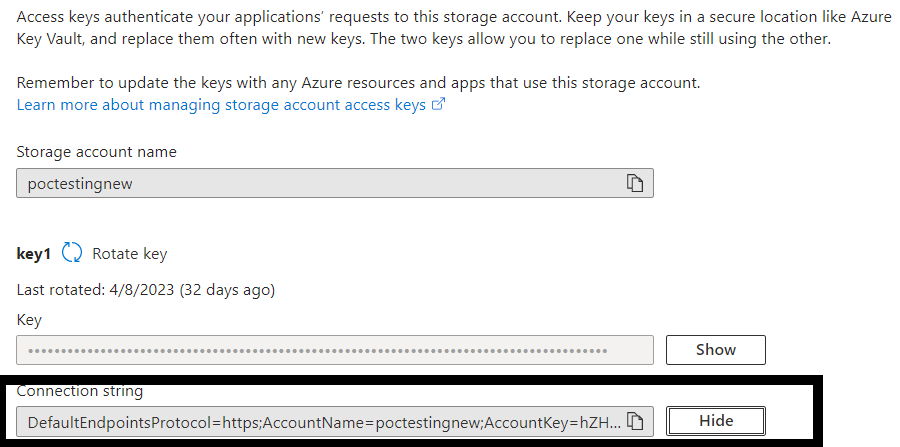 Access keys authenticate your applications' requests to this storage account. Keep your keys in a secure location like Azure
Key Vault, and replace them often with new keys. The two keys allow you to replace one while still using the other.
Remember to update the keys with any Azure resources and apps that use this storage account.
Learn more about managing storage account access keys
Storage account name
poctestingnew
key1 Rotate key
Last rotated: 4/8/2023 (32 days ago)
Key
Show
Connection string
DefaultEndpointsProtocol=https;AccountName=poctestingnew;AccountKey=hZH... Hide